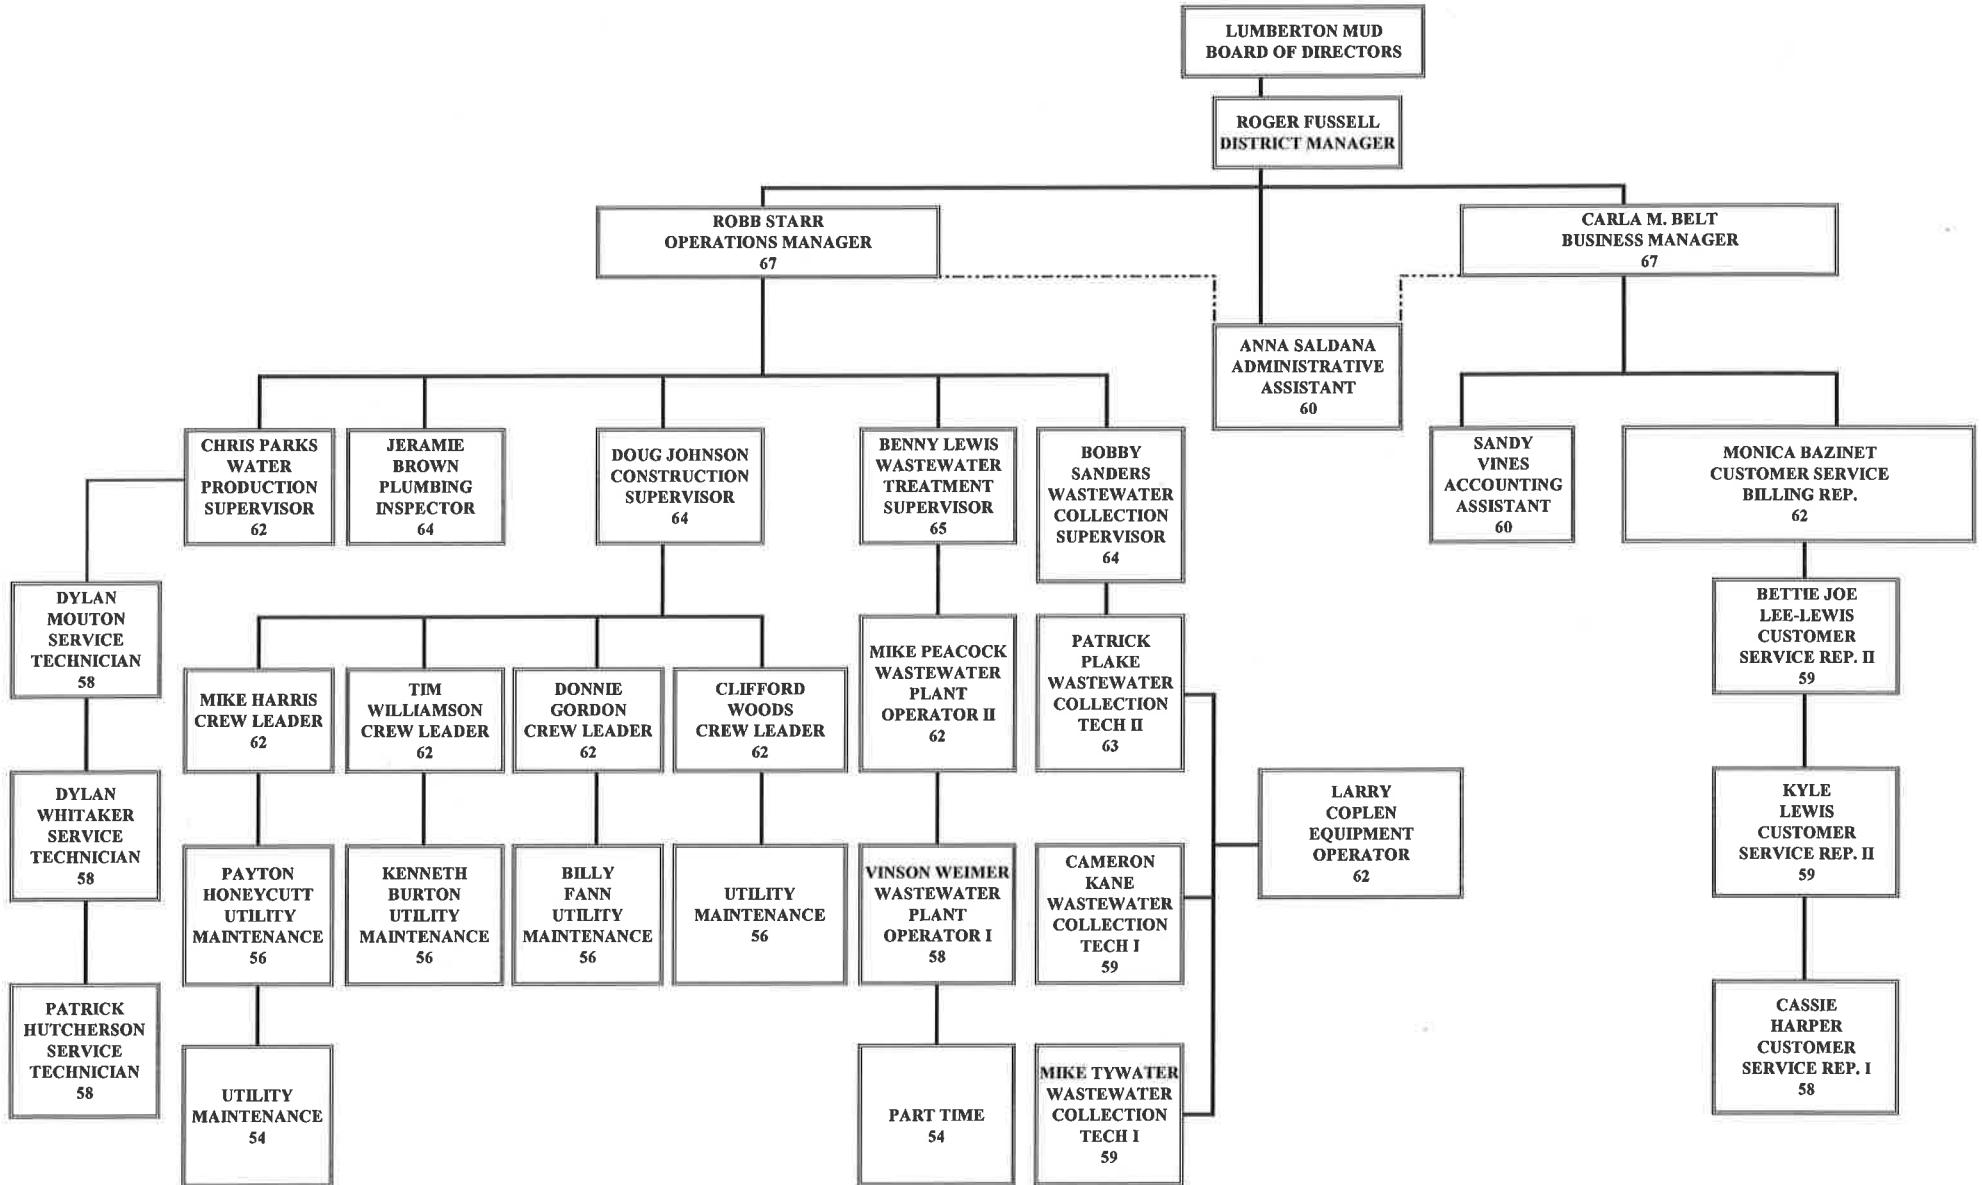 LUMBERTON MUD
BOARD OF DIRECTORS
ROGER FUSSELL
DISTRICT MANAGER
ROBB STARR
OPERATIONS MANAGER
67
CARLA M. BELT
BUSINESS MANAGER
67
ANNA SALDANA
ADMINISTRATIVE
ASSISTANT
60
CHRIS PARKS
WATER
PRODUCTION
SUPERVISOR
62
JERAMIE
BROWN
PLUMBING
INSPECTOR
64
DOUG JOHNSON
CONSTRUCTION
SUPERVISOR
64
BENNY LEWIS
WASTEWATER
TREATMENT
SUPERVISOR
65
BOBBY
SANDERS
WASTEWATER
COLLECTION
SUPERVISOR
64
SANDY
VINES
ACCOUNTING
ASSISTANT
60
MONICA BAZINET
CUSTOMER SERVICE
BILLING REP.
62
DYLAN
MOUTON
SERVICE
TECHNICIAN
58
MIKE HARRIS
CREW LEADER
62
TIM
WILLIAMSON
CREW LEADER
62
DONNIE
GORDON
CREW LEADER
62
CLIFFORD
WOODS
CREW LEADER
62
MIKE PEACOCK
WASTEWATER
PLANT
OPERATOR II
62
PATRICK
PLAKE
WASTEWATER
COLLECTION
TECH II
63
BETTIE JOE
LEE-LEWIS
CUSTOMER
SERVICE REP. II
59
DYLAN
WHITAKER
SERVICE
TECHNICIAN
58
PAYTON
HONEYCUTT
UTILITY
MAINTENANCE
56
KENNETH
BURTON
UTILITY
MAINTENANCE
56
BILLY
FANN
UTILITY
MAINTENANCE
56
UTILITY
MAINTENANCE
56
VINSON WEIMER
WASTEWATER
PLANT
OPERATOR I
58
CAMERON
KANE
WASTEWATER
COLLECTION
TECH I
59
LARRY
COPLEN
EQUIPMENT
OPERATOR
62
KYLE
LEWIS
CUSTOMER
SERVICE REP. II
59
PATRICK
HUTCHERSON
SERVICE
TECHNICIAN
58
UTILITY
MAINTENANCE
54
PART TIME
54
MIKE TYWATER
WASTEWATER
COLLECTION
TECH I
59
CASSIE
HARPER
CUSTOMER
SERVICE REP. I
58